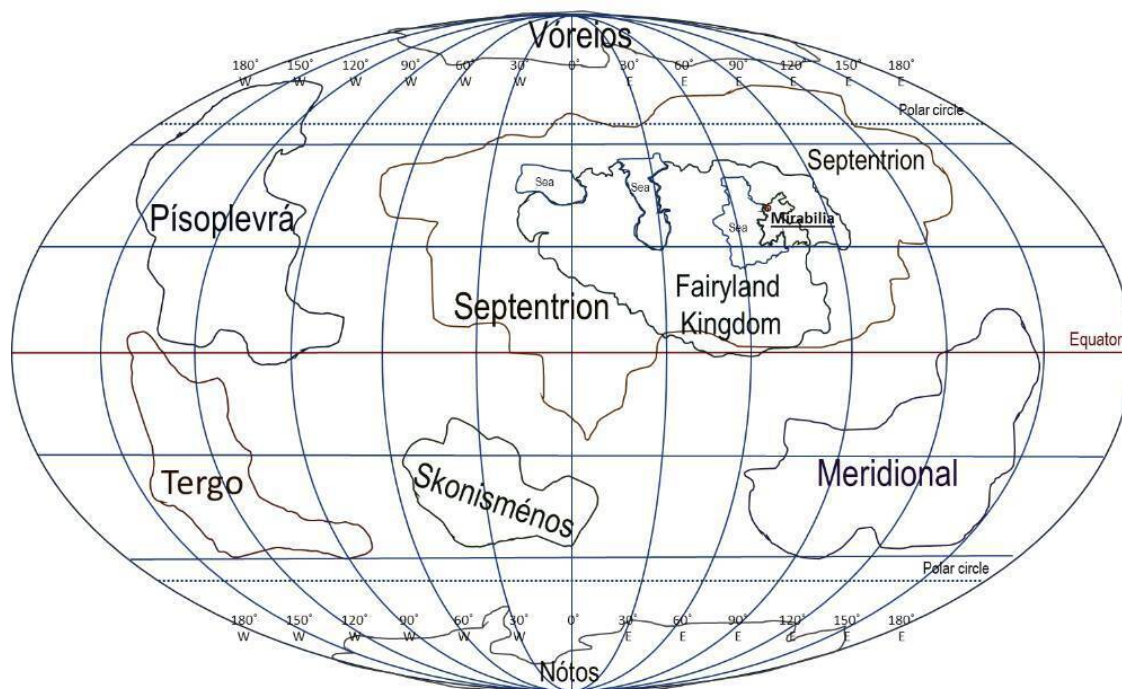 Vóreios
180° 150° 120° 90° 60° 30° 0° 30° 60° 90° 120° 150° 180°
W W W W W W E E E E E E
Polar circle
Septentrion
Sea
Sea
Písoplevrá
Mirabilia
Sea
Fairyland
Kingdom
Septentrion
Equator
Tergo
Skonisménos
Meridional
Polar circle
180° 150° 120° 90° 60° 30° 0° 30° 60° 90° 120° 150° 180°
W W W W W W E E E E E E
Nótos